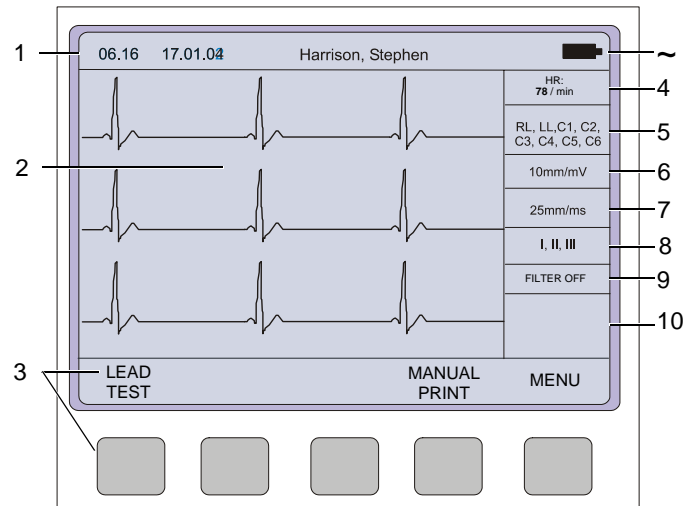 1 06.16 17.01.04 Harrison, Stephen ~
HR:
78 / min 4
RL, LL,C1, C2,
C3, C4, C5, C6 5
2 10mm/mV 6
25mm/ms 7
I, II, III 8
FILTER OFF 9
10
3 LEAD
TEST
MANUAL
PRINT
MENU